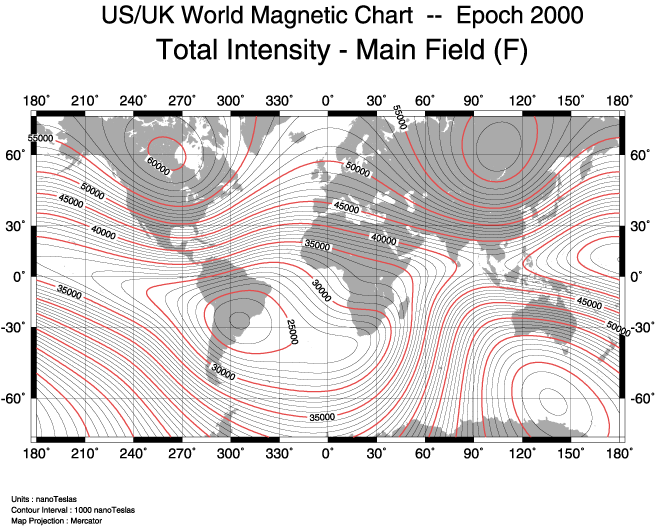 US/UK World Magnetic Chart -- Epoch 2000
Total Intensity - Main Field (F)
180° 210° 240° 270° 300° 330° 0° 30° 60° 90° 120° 150° 180°
55000
55000
60° 60000 50000 60°
50000
45000 45000
30° 40000 35000 40000 30°
0° 0°
35000 30000 45000
-30° 25000 50000 -30°
30000
-60° 35000 -60°
180° 210° 240° 270° 300° 330° 0° 30° 60° 90° 120° 150° 180°
Units : nanoTeslas
Contour Interval : 1000 nanoTeslas
Map Projection : Mercator